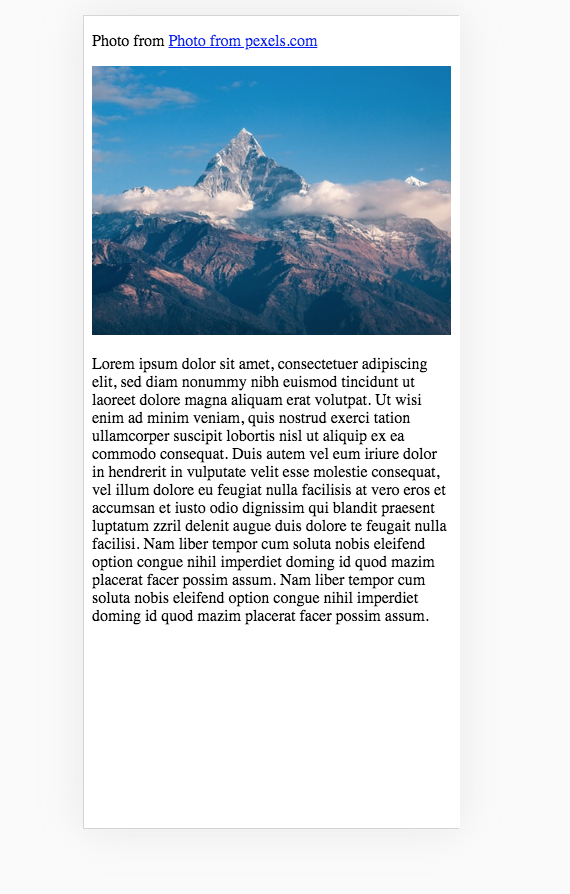 Photo from Photo from pexels.com
Lorem ipsum dolor sit amet, consectetuer adipiscing
elit, sed diam nonummy nibh euismod tincidunt ut
laoreet dolore magna aliquam erat volutpat. Ut wisi
enim ad minim veniam, quis nostrud exerci tation
ullamcorper suscipit lobortis nisl ut aliquip ex ea
commodo consequat. Duis autem vel eum iriure dolor
in hendrerit in vulputate velit esse molestie consequat,
vel illum dolore eu feugiat nulla facilisis at vero eros et
accumsan et iusto odio dignissim qui blandit praesent
luptatum zzril delenit augue duis dolore te feugait nulla
facilisi. Nam liber tempor cum soluta nobis eleifend
option congue nihil imperdiet doming id quod mazim
placerat facer possim assum. Nam liber tempor cum
soluta nobis eleifend option congue nihil imperdiet
doming id quod mazim placerat facer possim assum.